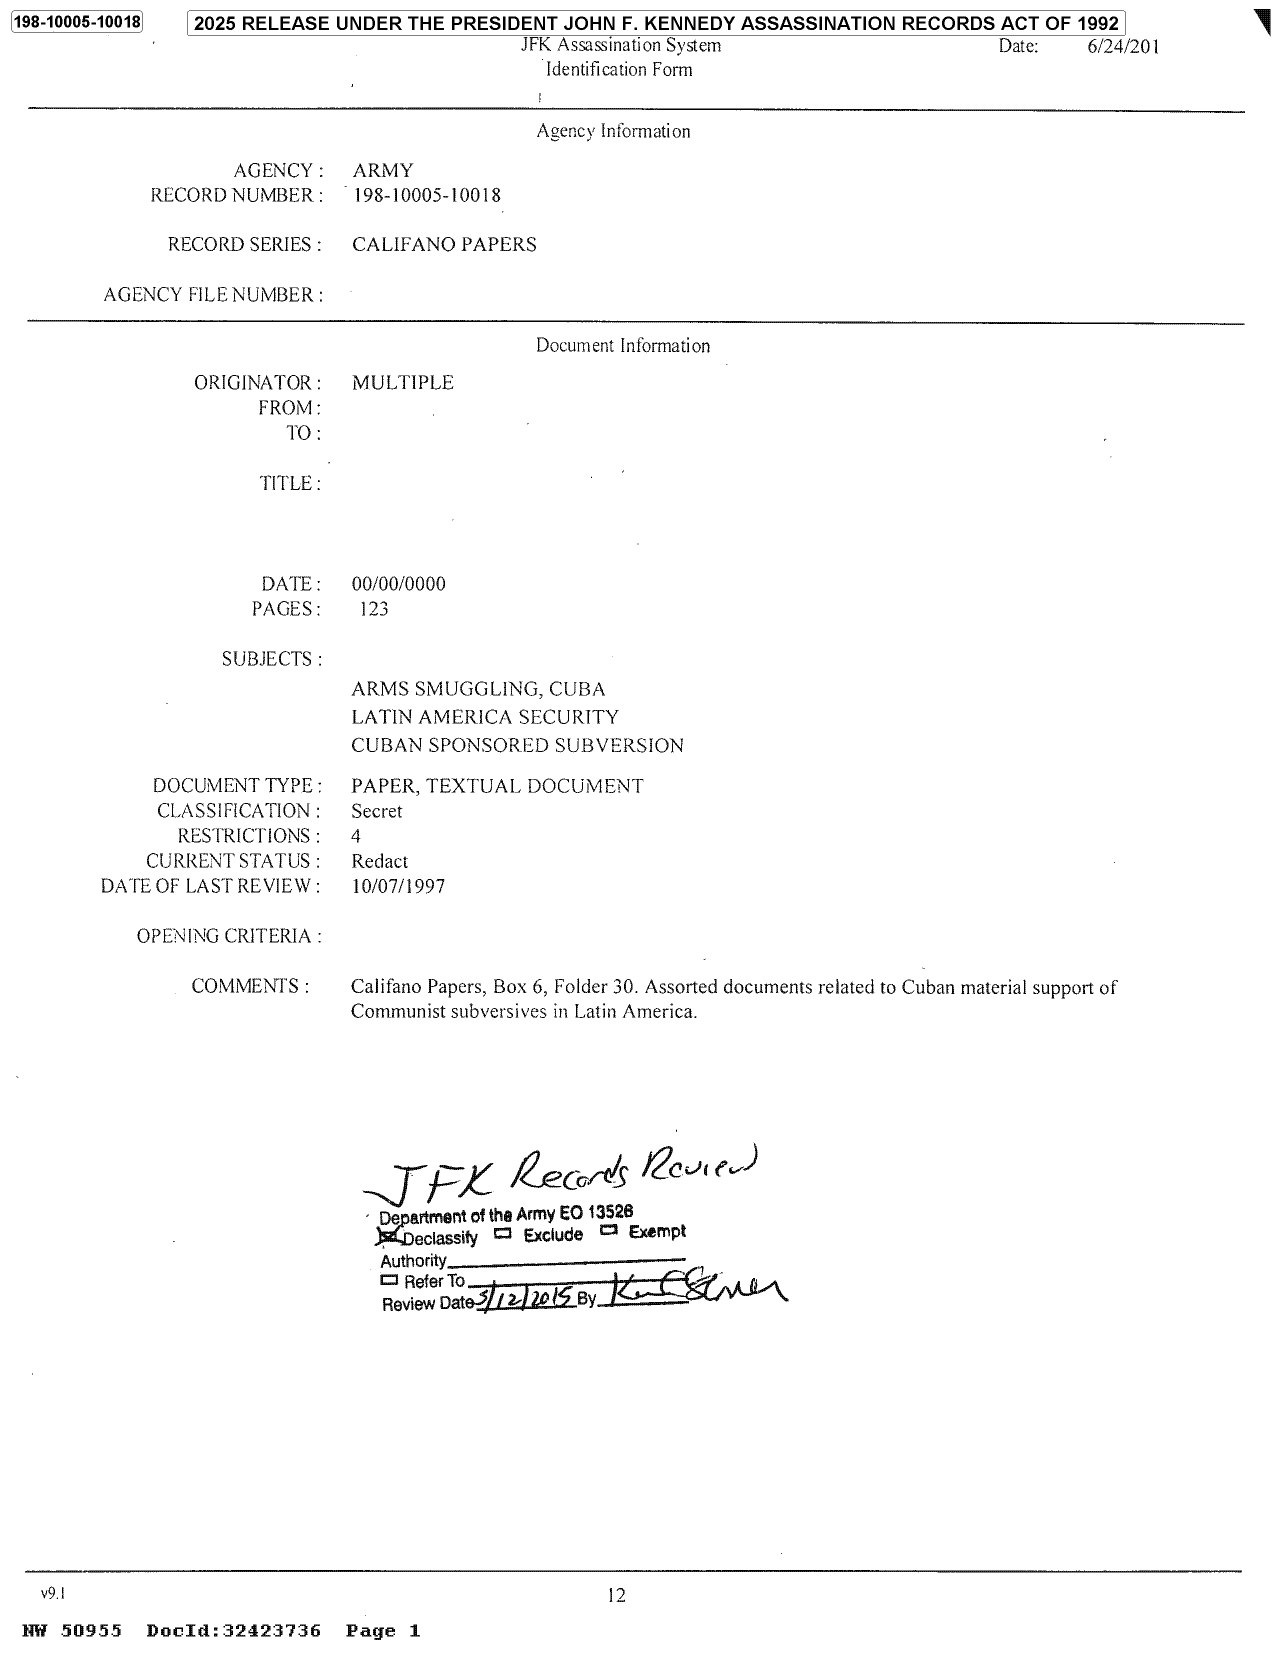 198-10005-10018 2025 RELEASE UNDER THE PRESIDENT JOHN F. KENNEDY ASSASSINATION RECORDS ACT OF 1992
JFK Assassination System Date: 6/24/201
Identification Form
Agency Information
AGENCY : ARMY
RECORD NUMBER : 198-10005-10018
RECORD SERIES : CALIFANO PAPERS
AGENCY FILE NUMBER :
Document Information
ORIGINATOR : MULTIPLE
FROM :
TO :
TITLE :
DATE : 00/00/0000
PAGES : 123
SUBJECTS :
ARMS SMUGGLING, CUBA
LATIN AMERICA SECURITY
CUBAN SPONSORED SUBVERSION
DOCUMENT TYPE : PAPER, TEXTUAL DOCUMENT
CLASSIFICATION : Secret
RESTRICTIONS : 4
CURRENT STATUS : Redact
DATE OF LAST REVIEW : 10/07/1997
OPENING CRITERIA :
COMMENTS : Califano Papers, Box 6, Folder 30. Assorted documents related to Cuban material support of
Communist subversives in Latin America.
JFK Records Review
Department of the Army EO 13526
Declassify Exclude Exempt
Authority
Refer To
Review Date 3/12/2015 By
v9.1 12
NW 50955 DocId:32423736 Page 1